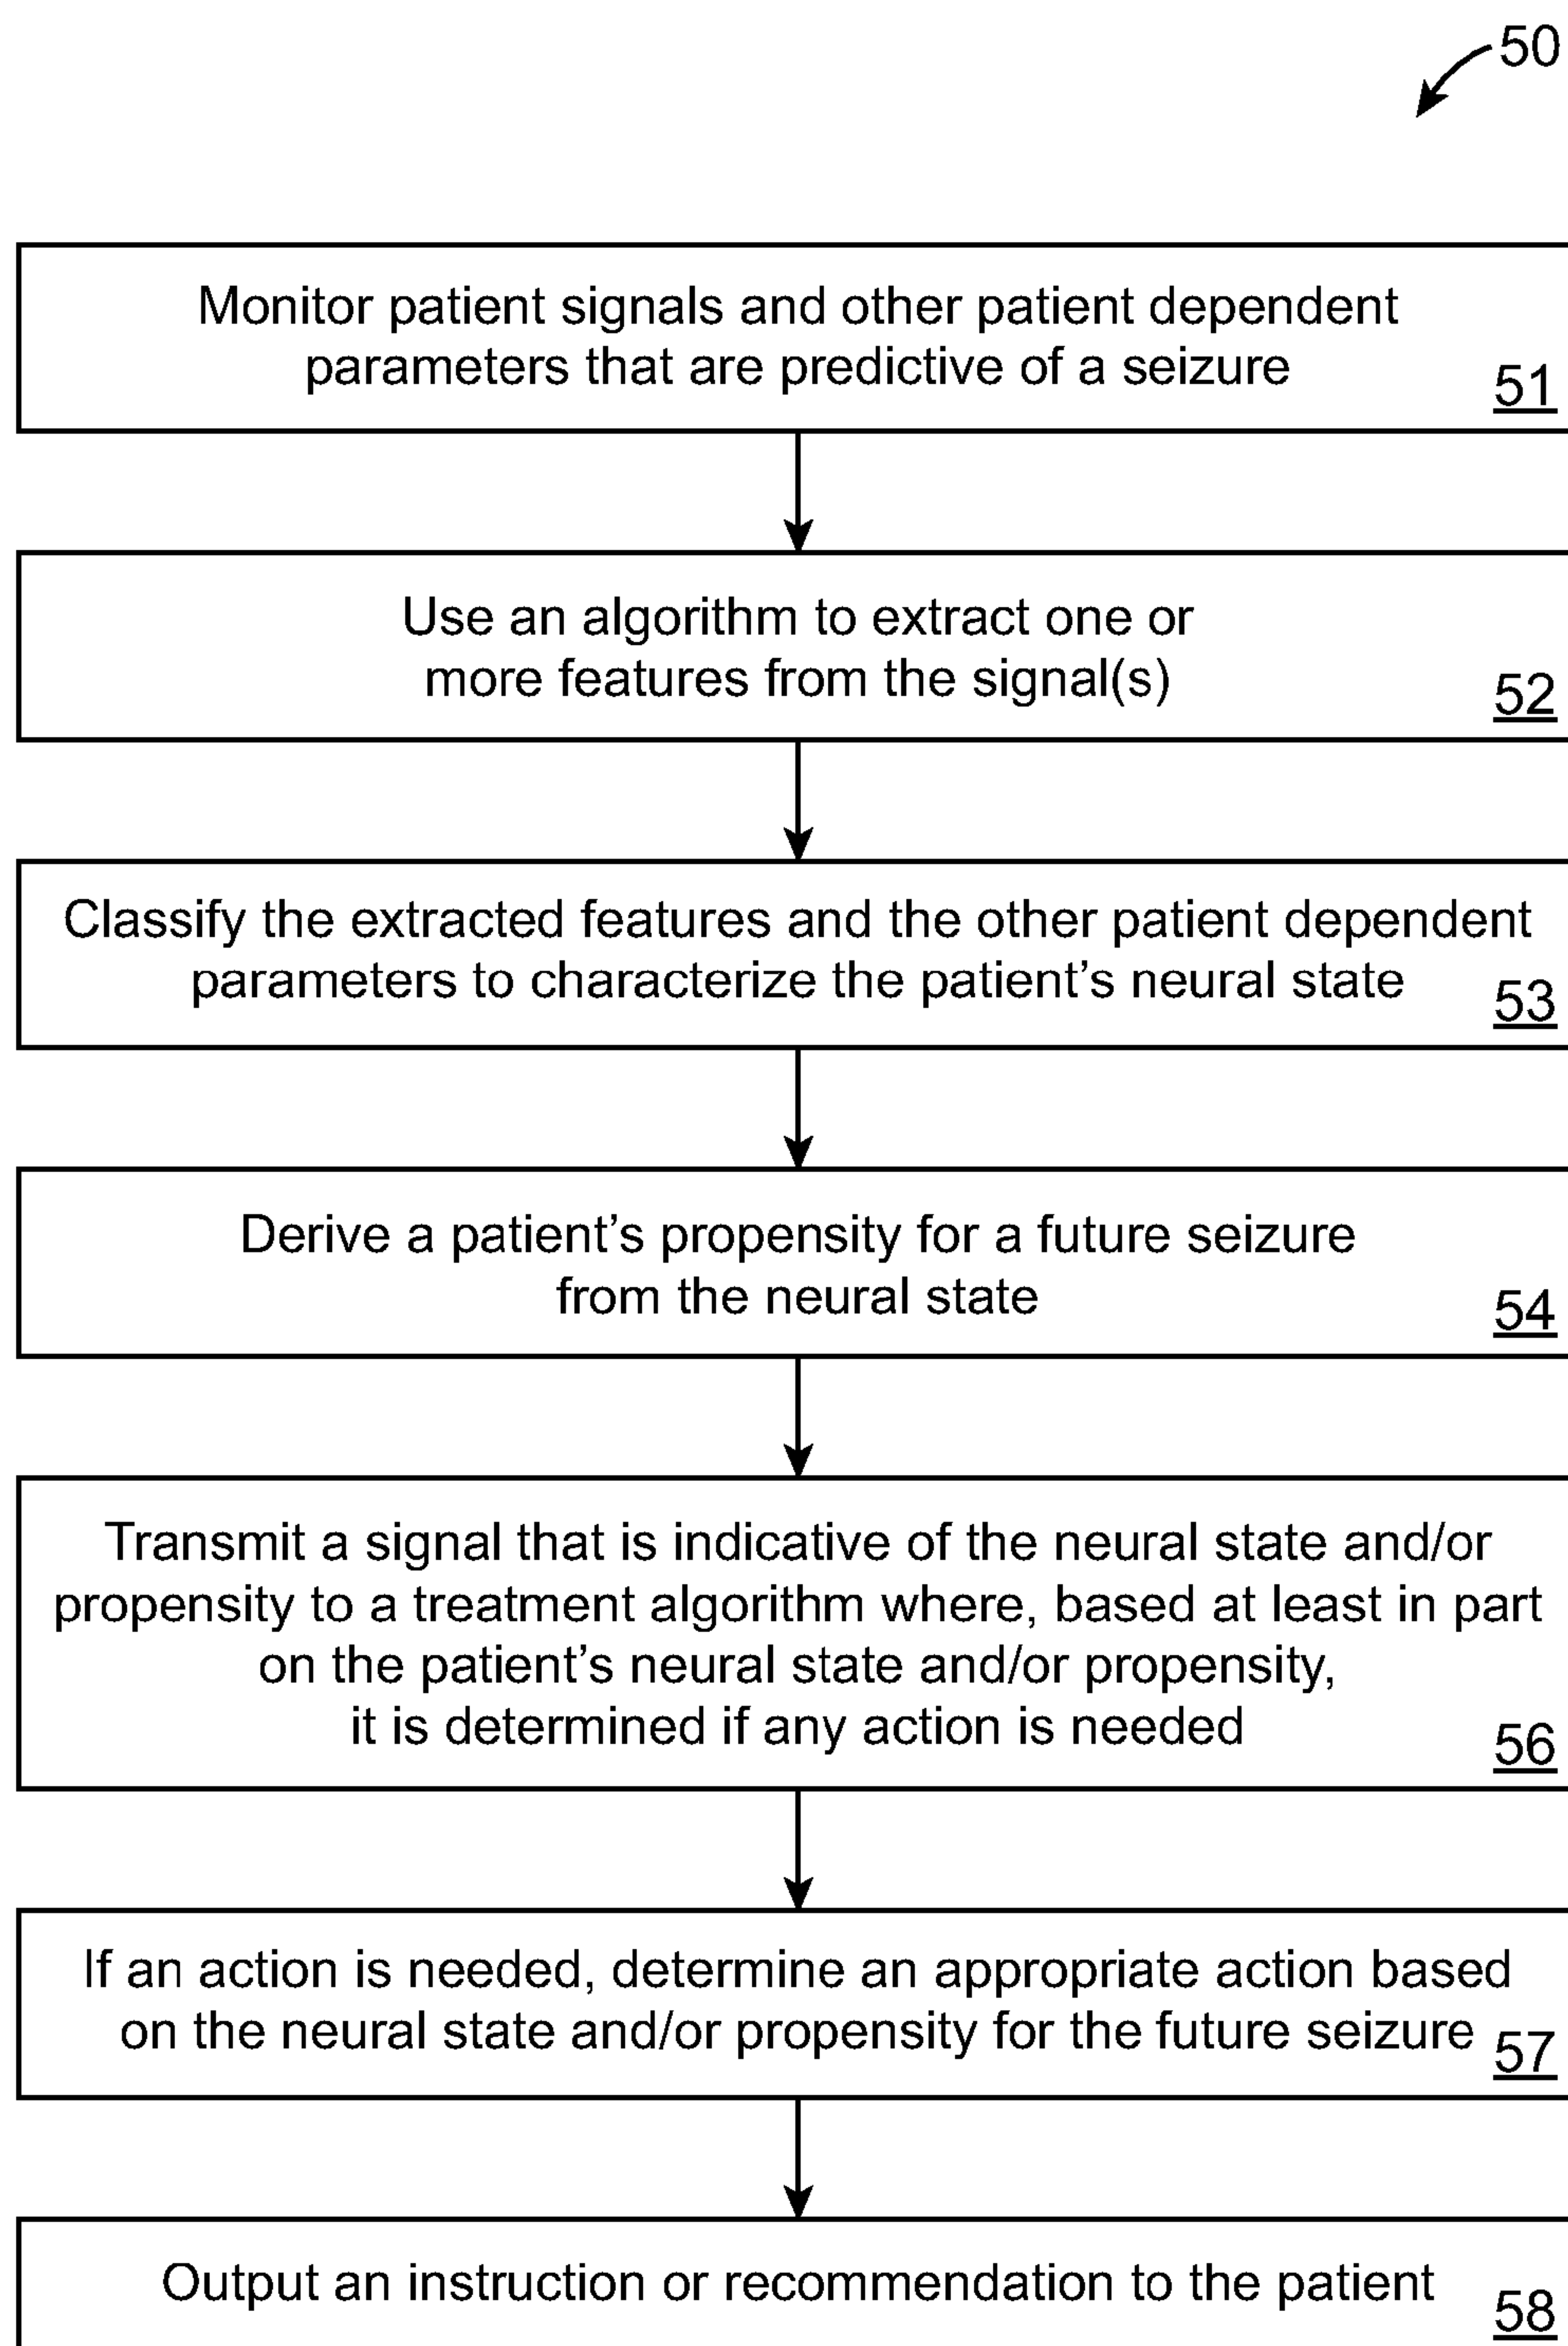 50
Monitor patient signals and other patient dependent
parameters that are predictive of a seizure
51
Use an algorithm to extract one or
more features from the signal(s)
52
Classify the extracted features and the other patient dependent
parameters to characterize the patient’s neural state
53
Derive a patient’s propensity for a future seizure
from the neural state
54
Transmit a signal that is indicative of the neural state and/or
propensity to a treatment algorithm where, based at least in part
on the patient’s neural state and/or propensity,
it is determined if any action is needed
56
If an action is needed, determine an appropriate action based
on the neural state and/or propensity for the future seizure
57
Output an instruction or recommendation to the patient
58